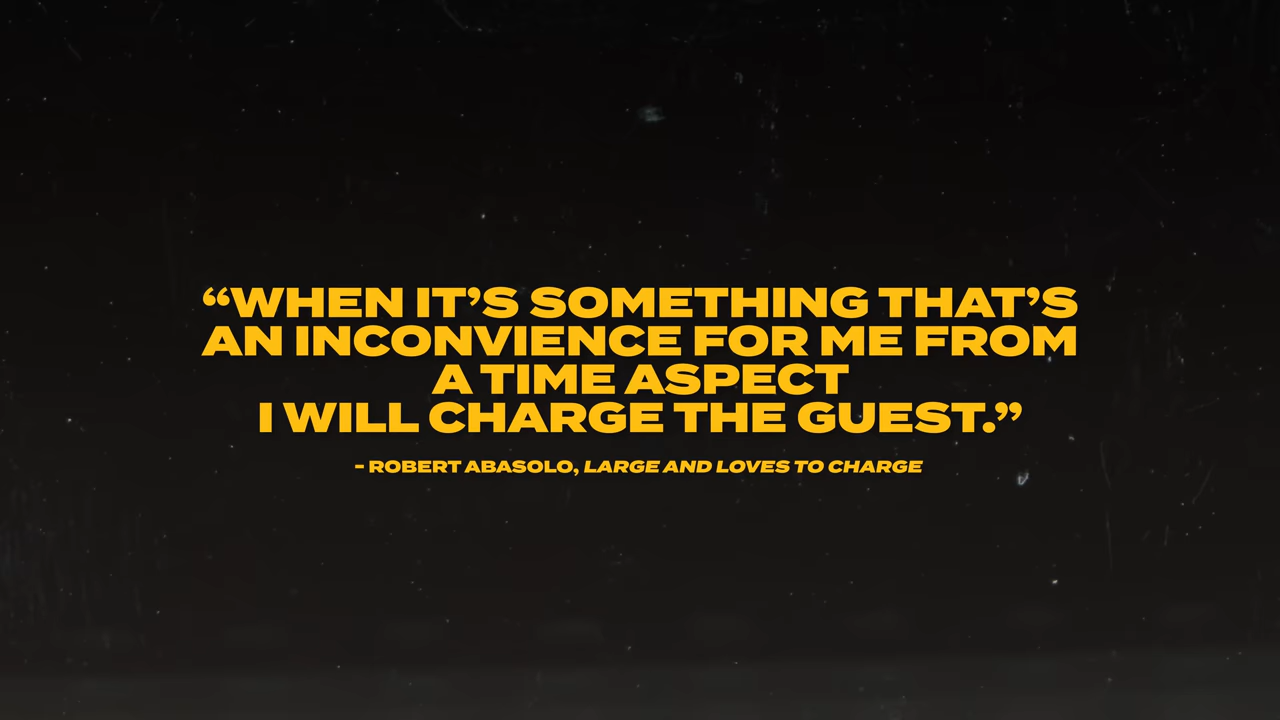 “WHEN IT’S SOMETHING THAT’S
AN INCONVIENCE FOR ME FROM
A TIME ASPECT
I WILL CHARGE THE GUEST.”
– ROBERT ABASOLO, LARGE AND LOVES TO CHARGE